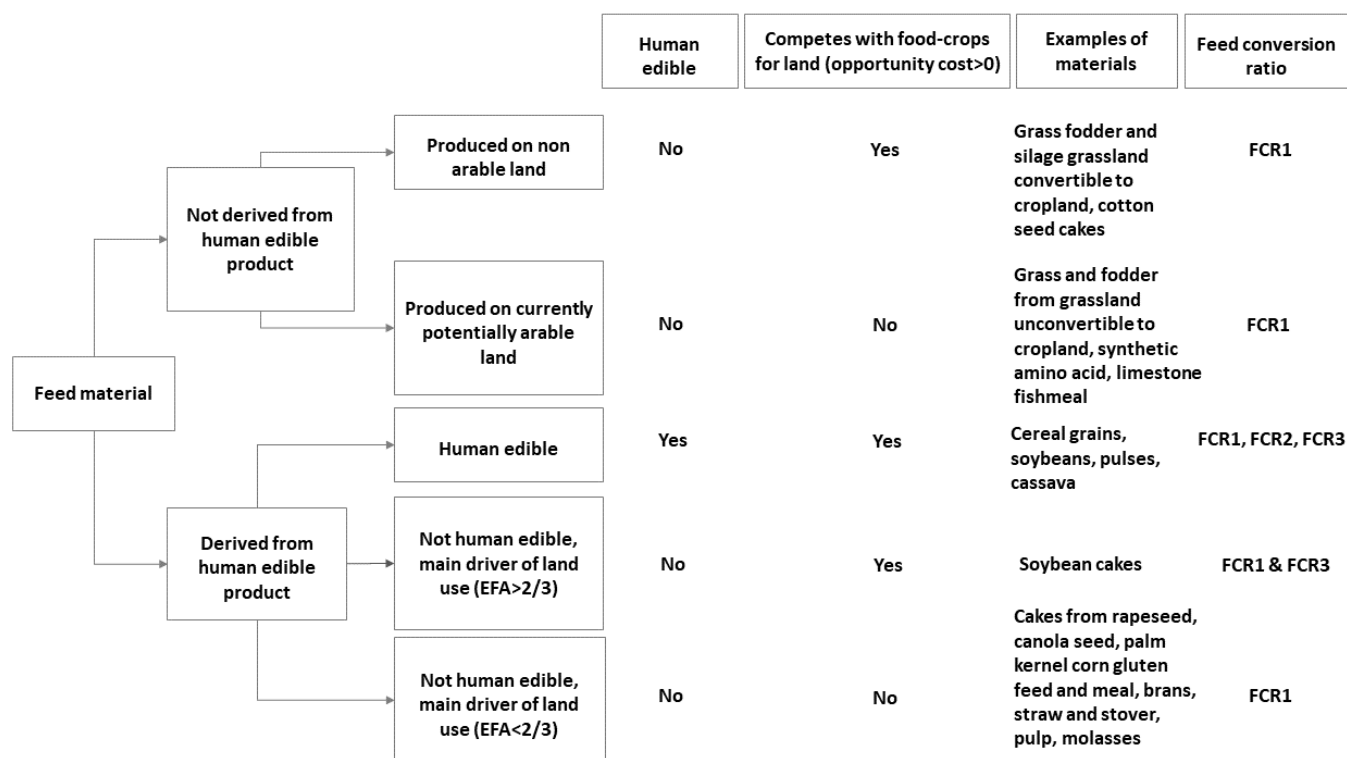 Human
edible
Competes with food-crops
for land (opportunity cost>0)
Examples of
materials
Feed conversion
ratio
Produced on non
arable land
No
Yes
Grass fodder and
silage grassland
convertible to
cropland, cotton
seed cakes
FCR1
Not derived from
human edible
product
Produced on currently
potentially arable
land
No
No
Grass and fodder
from grassland
unconvertible to
cropland, synthetic
amino acid, limestone
fishmeal
FCR1
Feed material
Human edible
Yes
Yes
Cereal grains,
soybeans, pulses,
cassava
FCR1, FCR2, FCR3
Derived from
human edible
product
Not human edible,
main driver of land
use (EFA>2/3)
No
Yes
Soybean cakes
FCR1 & FCR3
Not human edible,
main driver of land
use (EFA<2/3)
No
No
Cakes from rapeseed,
canola seed, palm
kernel corn gluten
feed and meal, brans,
straw and stover,
pulp, molasses
FCR1